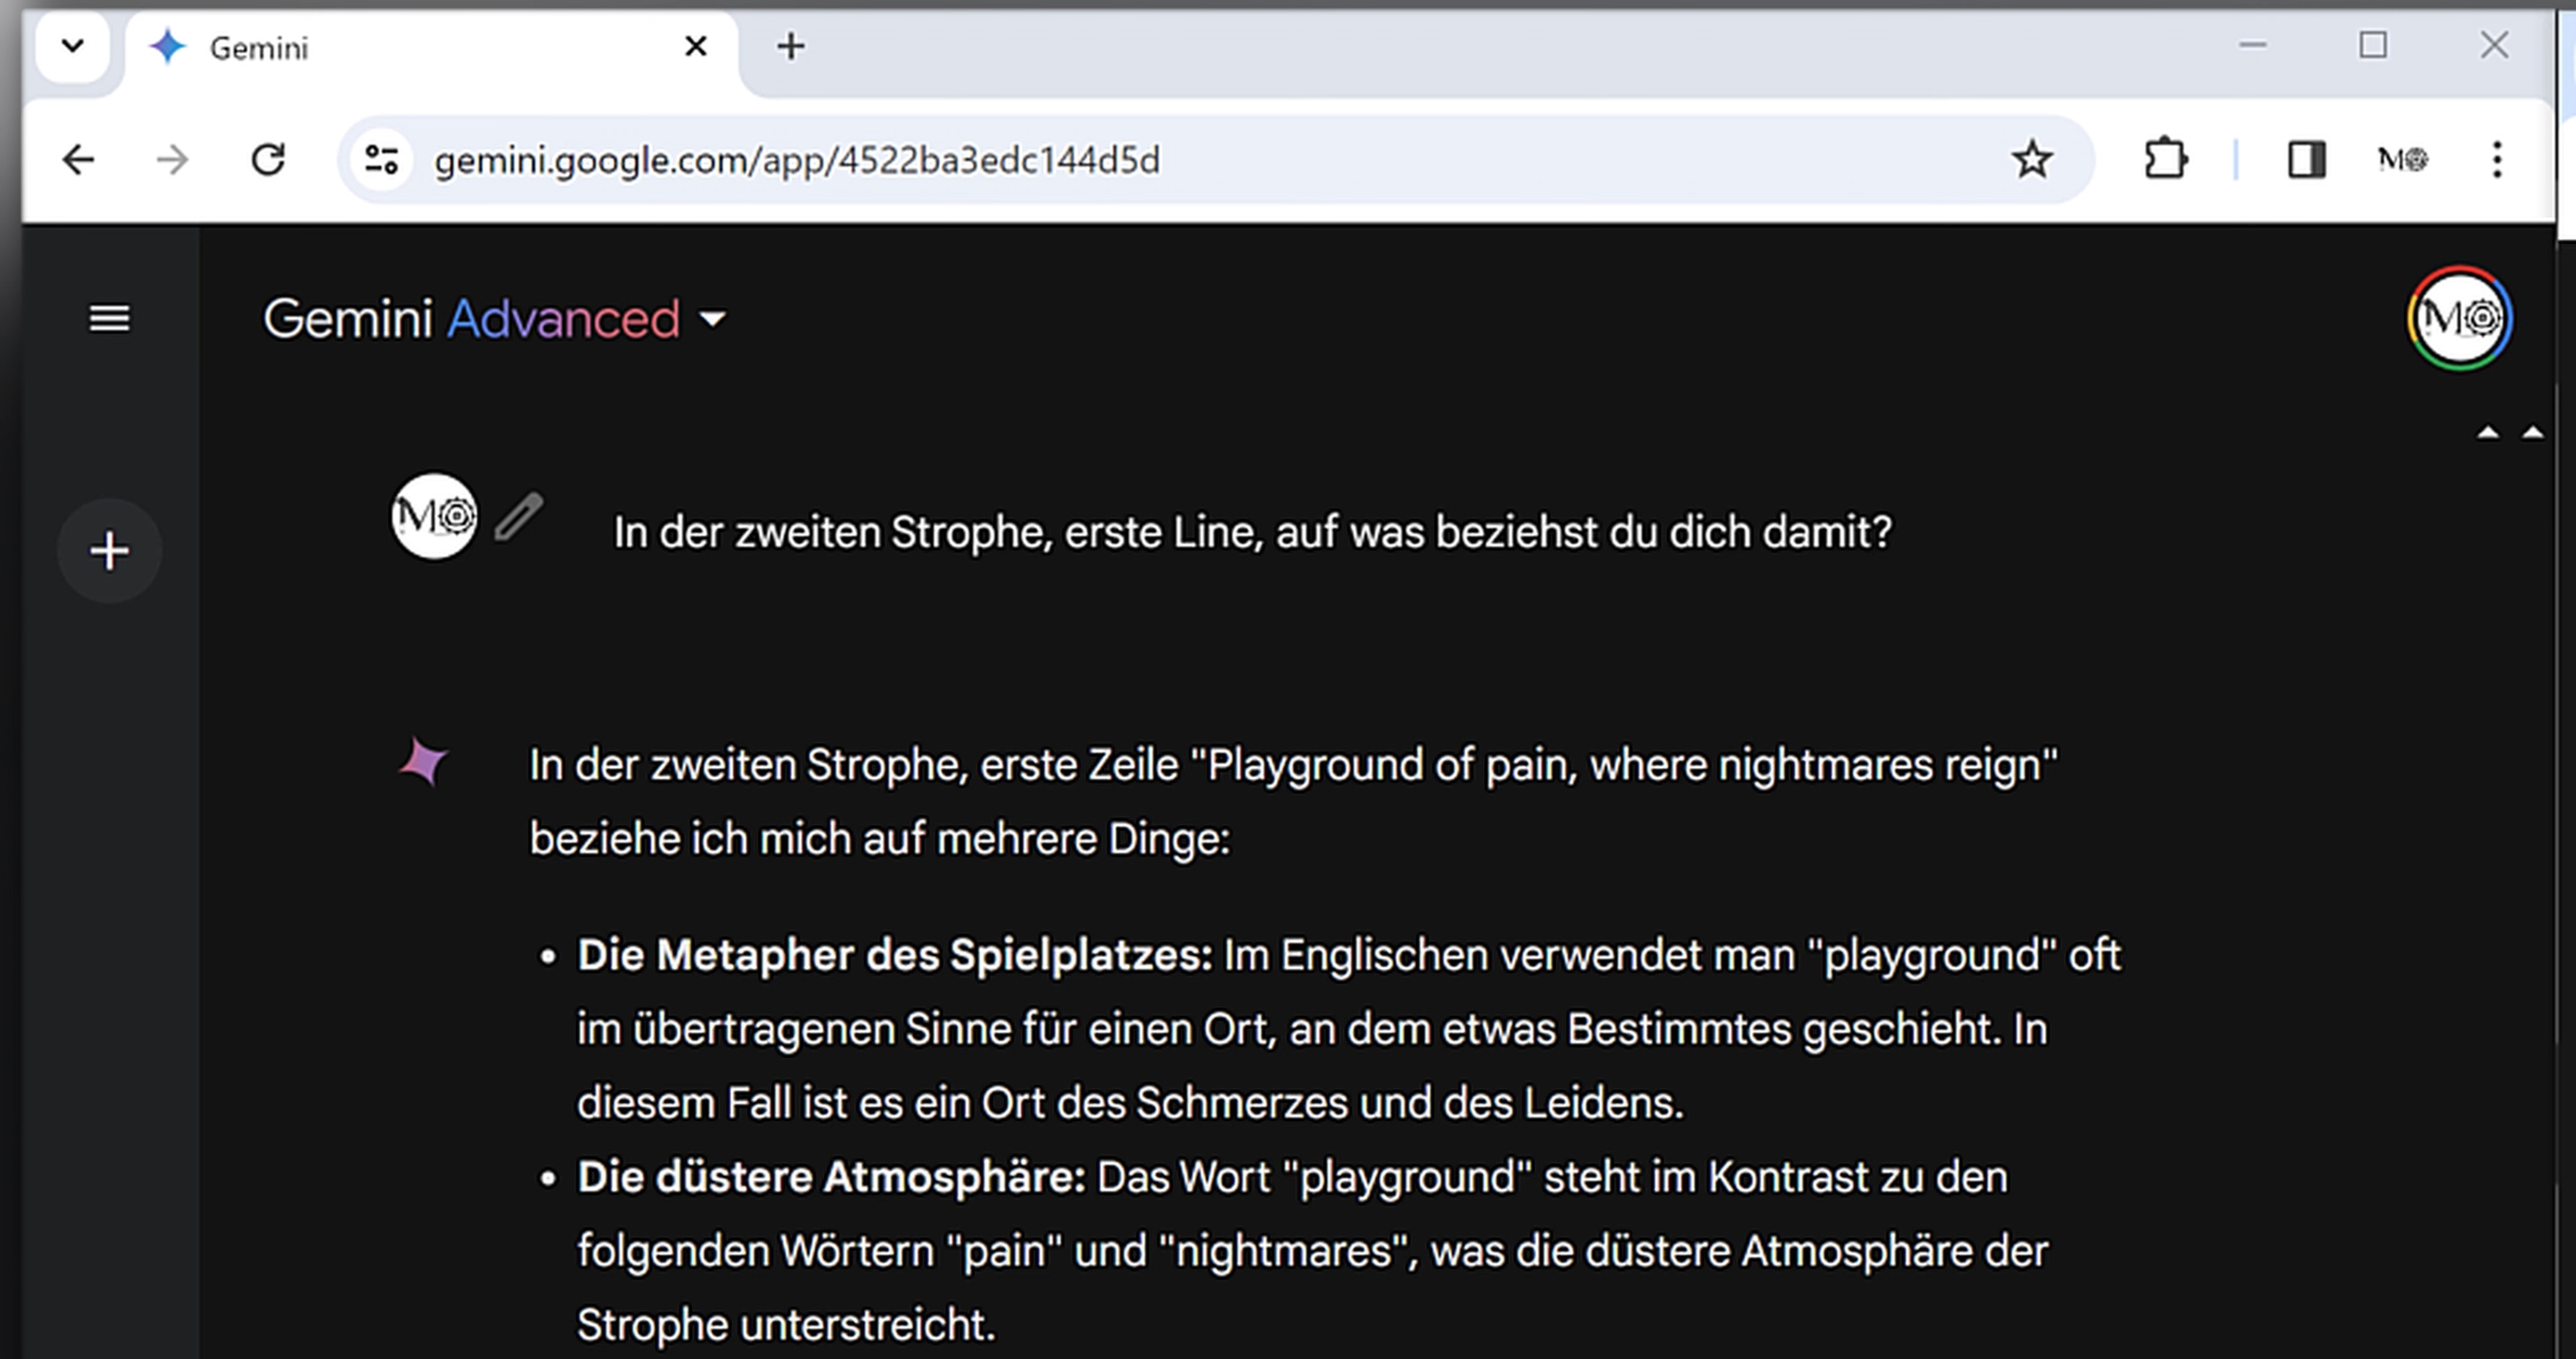 Gemini
gemini.google.com/app/4522ba3edc144d5d
M
Gemini Advanced
M
M
In der zweiten Strophe, erste Line, auf was beziehst du dich damit?
In der zweiten Strophe, erste Zeile "Playground of pain, where nightmares reign"
beziehe ich mich auf mehrere Dinge:
• Die Metapher des Spielplatzes: Im Englischen verwendet man "playground" oft
im übertragenen Sinne für einen Ort, an dem etwas Bestimmtes geschieht. In
diesem Fall ist es ein Ort des Schmerzes und des Leidens.
• Die düstere Atmosphäre: Das Wort "playground" steht im Kontrast zu den
folgenden Wörtern "pain" und "nightmares", was die düstere Atmosphäre der
Strophe unterstreicht.